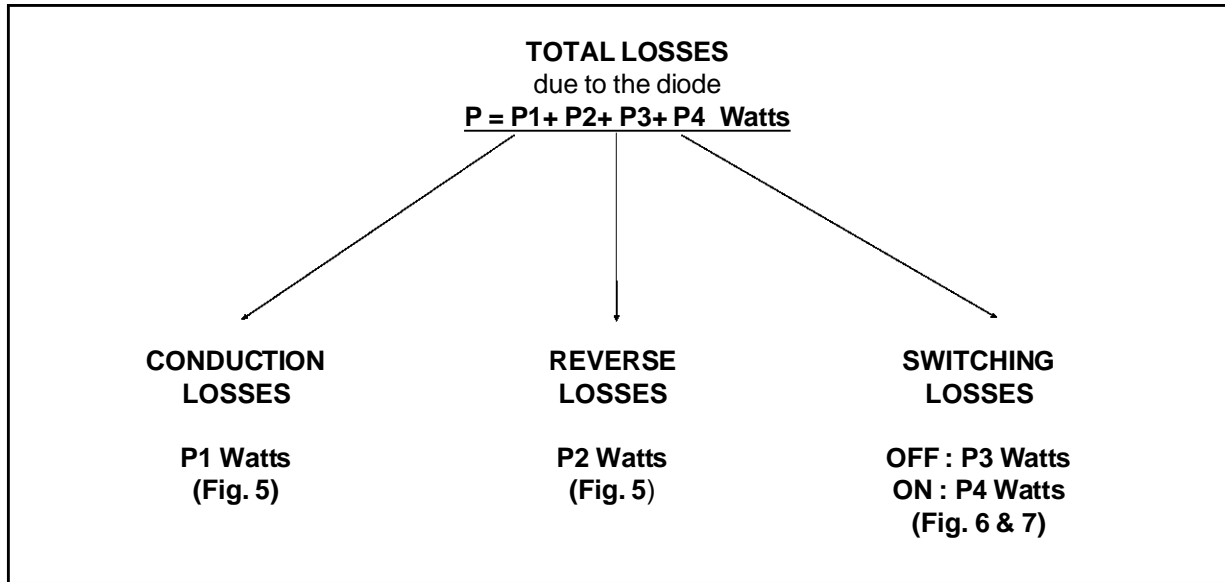 TOTAL LOSSES
due to the diode
P = P1+ P2+ P3+ P4 Watts
CONDUCTION
LOSSES
P1 Watts
(Fig. 5)
REVERSE
LOSSES
P2 Watts
(Fig. 5)
SWITCHING
LOSSES
OFF : P3 Watts
ON : P4 Watts
(Fig. 6 & 7)